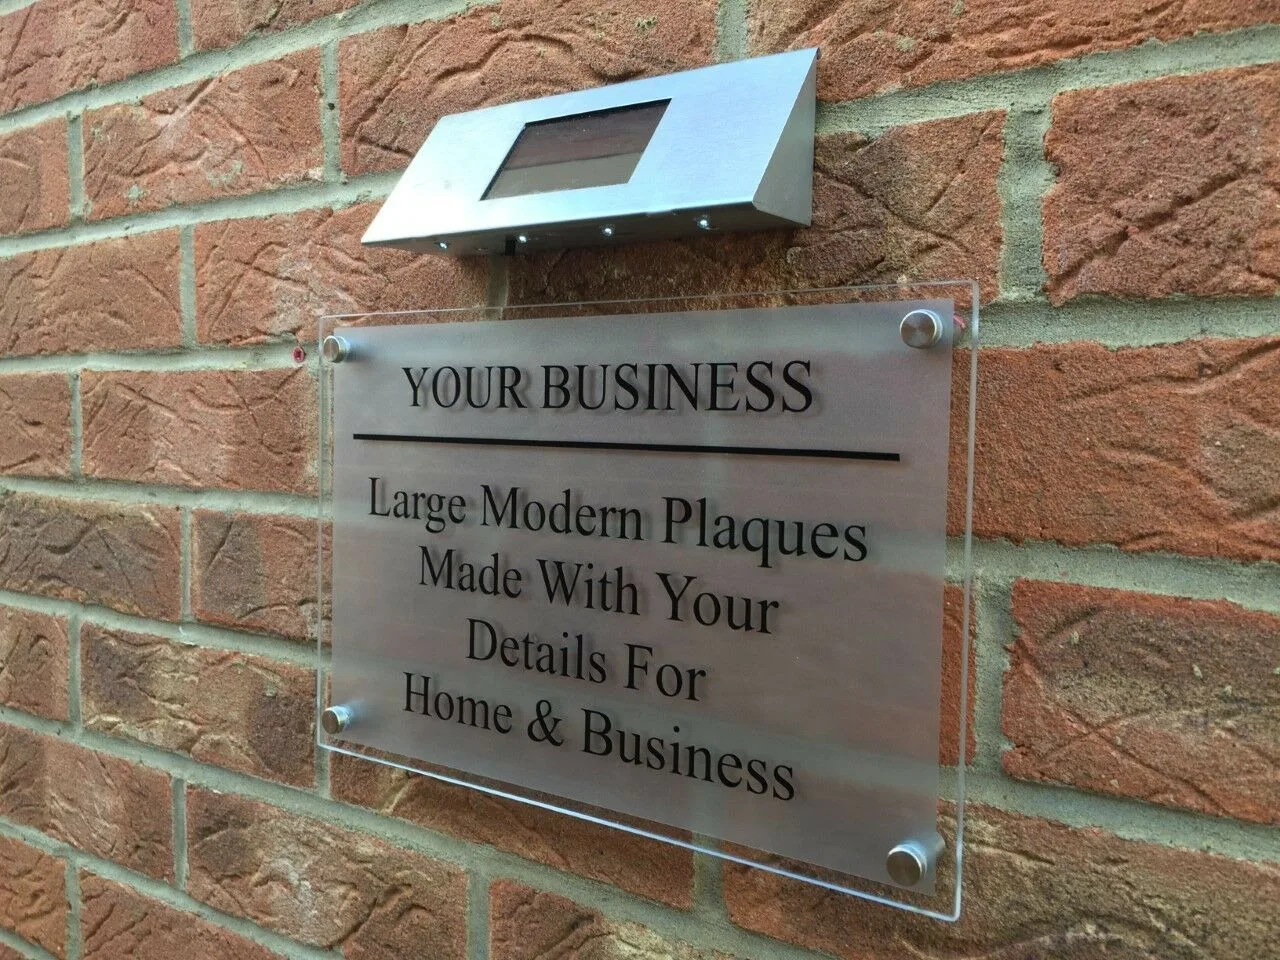 YOUR BUSINESS
Large Modern Plaques
Made With Your
Details For
Home & Business